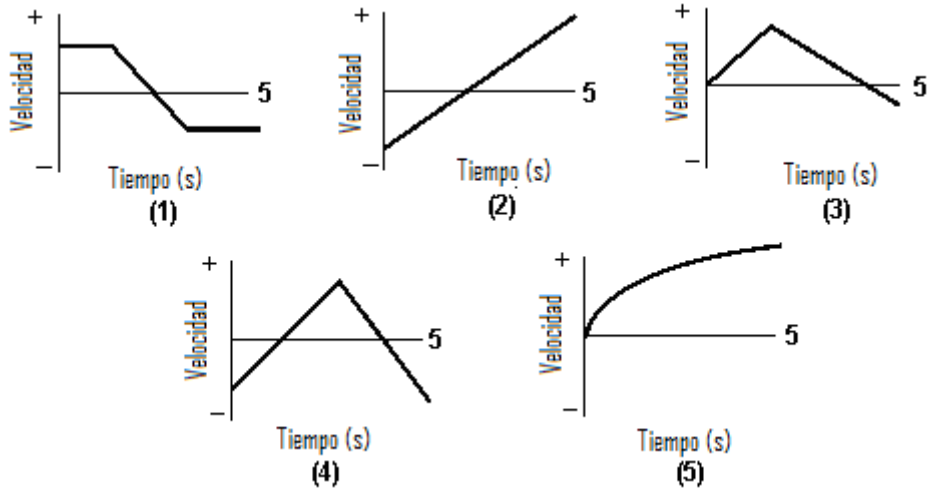 +
Velocidad
5
–
Tiempo (s)
(1)
+
Velocidad
5
–
Tiempo (s)
(2)
+
Velocidad
5
–
Tiempo (s)
(3)
+
Velocidad
5
–
Tiempo (s)
(4)
+
Velocidad
5
–
Tiempo (s)
(5)